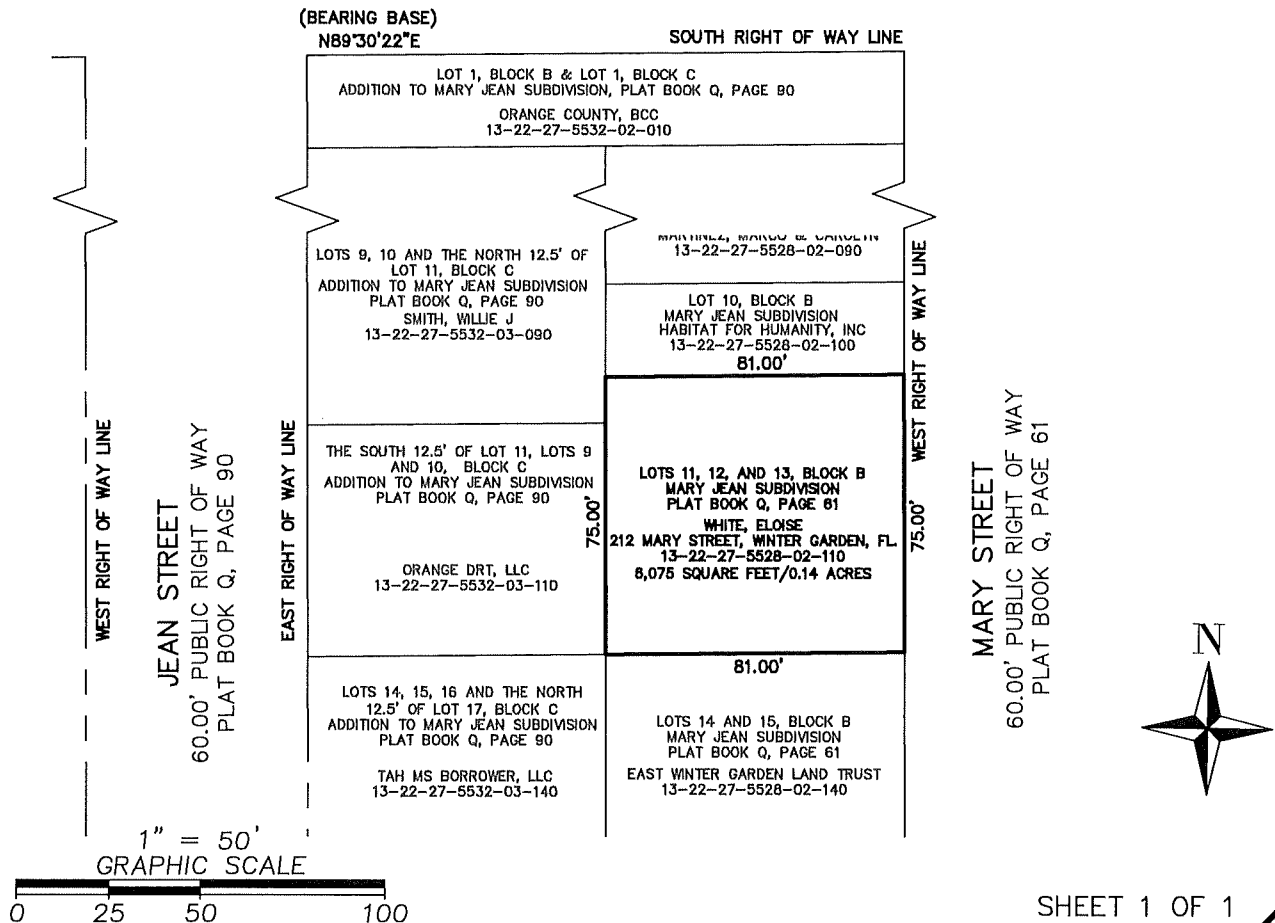 (BEARING BASE)
N89°30'22"E
SOUTH RIGHT OF WAY LINE
LOT 1, BLOCK B & LOT 1, BLOCK C
ADDITION TO MARY JEAN SUBDIVISION, PLAT BOOK Q, PAGE 90
ORANGE COUNTY, BCC
13-22-27-5532-02-010
LOTS 9, 10 AND THE NORTH 12.5' OF
LOT 11, BLOCK C
ADDITION TO MARY JEAN SUBDIVISION
PLAT BOOK Q, PAGE 90
SMITH, WILLIE J
13-22-27-5532-03-090
MARTINEZ, MARCO & CAROLYN
13-22-27-5528-02-090
LOT 10, BLOCK B
MARY JEAN SUBDIVISION
HABITAT FOR HUMANITY, INC
13-22-27-5528-02-100
81.00'
WEST RIGHT OF WAY LINE
WEST RIGHT OF WAY LINE
JEAN STREET
60.00' PUBLIC RIGHT OF WAY
PLAT BOOK Q, PAGE 90
EAST RIGHT OF WAY LINE
THE SOUTH 12.5' OF LOT 11, LOTS 9
AND 10, BLOCK C
ADDITION TO MARY JEAN SUBDIVISION
PLAT BOOK Q, PAGE 90
ORANGE DRT, LLC
13-22-27-5532-03-110
75.00'
LOTS 11, 12, AND 13, BLOCK B
MARY JEAN SUBDIVISION
PLAT BOOK Q, PAGE 61
WHITE, ELOISE
212 MARY STREET, WINTER GARDEN, FL.
13-22-27-5528-02-110
6,075 SQUARE FEET/0.14 ACRES
75.00'
MARY STREET
60.00' PUBLIC RIGHT OF WAY
PLAT BOOK Q, PAGE 61
81.00'
LOTS 14, 15, 16 AND THE NORTH
12.5' OF LOT 17, BLOCK C
ADDITION TO MARY JEAN SUBDIVISION
PLAT BOOK Q, PAGE 90
TAH MS BORROWER, LLC
13-22-27-5532-03-140
LOTS 14 AND 15, BLOCK B
MARY JEAN SUBDIVISION
PLAT BOOK Q, PAGE 61
EAST WINTER GARDEN LAND TRUST
13-22-27-5528-02-140
N
1" = 50'
GRAPHIC SCALE
0 25 50 100
SHEET 1 OF 1